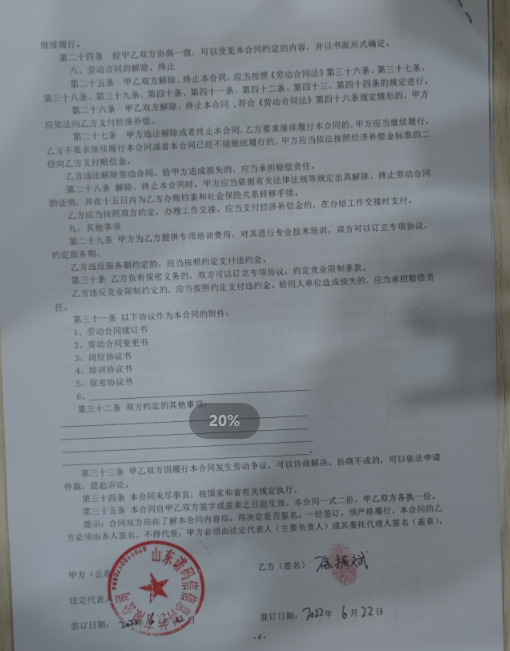 继续履行。
第二十四条 经甲乙双方协商一致，可以变更本合同约定的内容，并以书面形式确定。
八、劳动合同的解除、终止
第二十五条 甲乙双方解除、终止本合同，应当按照《劳动合同法》第三十六条、第三十七条、
第三十八条、第三十九条、第四十条、第四十一条、第四十二条、第四十三、第四十四条的规定进行。
第二十六条 甲乙双方解除、终止本合同，符合《劳动合同法》第四十六条规定情形的，甲方
应依法向乙方支付经济补偿。
第二十七条 甲方违法解除或者终止本合同，乙方要求继续履行本合同的，甲方应当继续履行，
乙方不要求继续履行本合同或者本合同已经不能继续履行的，甲方应当依法按照经济补偿金标准的二
倍向乙方支付赔偿金。
乙方违法解除劳动合同，给甲方造成损失的，应当承担赔偿责任。
第二十八条 解除、终止本合同时，甲方应当依据有关法律法规等规定出具解除、终止劳动合同
的证明，并在十五日内为乙方办理档案和社会保险关系转移手续。
乙方应当按照双方约定，办理工作交接。应当支付经济补偿金的，在办结工作交接时支付。
九、其他事项
第二十九条 甲方为乙方提供专项培训费用，对其进行专业技术培训，双方可以订立专项协议，
约定服务期。
乙方违反服务期约定的，应当按照约定支付违约金。
第三十条 乙方负有保密义务的，双方可以订立专项协议，约定竞业限制条款。
乙方违反竞业限制约定的，应当按照约定支付违约金，给用人单位造成损失的，应当承担赔偿责
任。
第三十一条 以下协议作为本合同的附件：
1、劳动合同续订书
2、劳动合同变更书
3、岗位协议书
4、培训协议书
5、保密协议书
6、
第三十二条 双方约定的其他事项：
20%
第三十三条 甲乙双方因履行本合同发生劳动争议，可以协商解决，协商不成的，可以依法申请
仲裁、提起诉讼。
第三十四条 本合同未尽事宜，按国家和省有关规定执行。
第三十五条 本合同自甲乙双方签字或盖章之日起生效，本合同一式二份，甲乙双方各执一份。
提示：合同双方应在了解本合同内容后，再决定是否签名，一经签订，须严格履行。本合同的乙
方必须由本人签名，不得代签；甲方必须由法定代表人（主要负责人）或其委托代理人签名（盖章）。
甲方（公章） 乙方（签名）
法定代表人
签订日期：2022年6月22日 签订日期：2022年6月22日
-4-